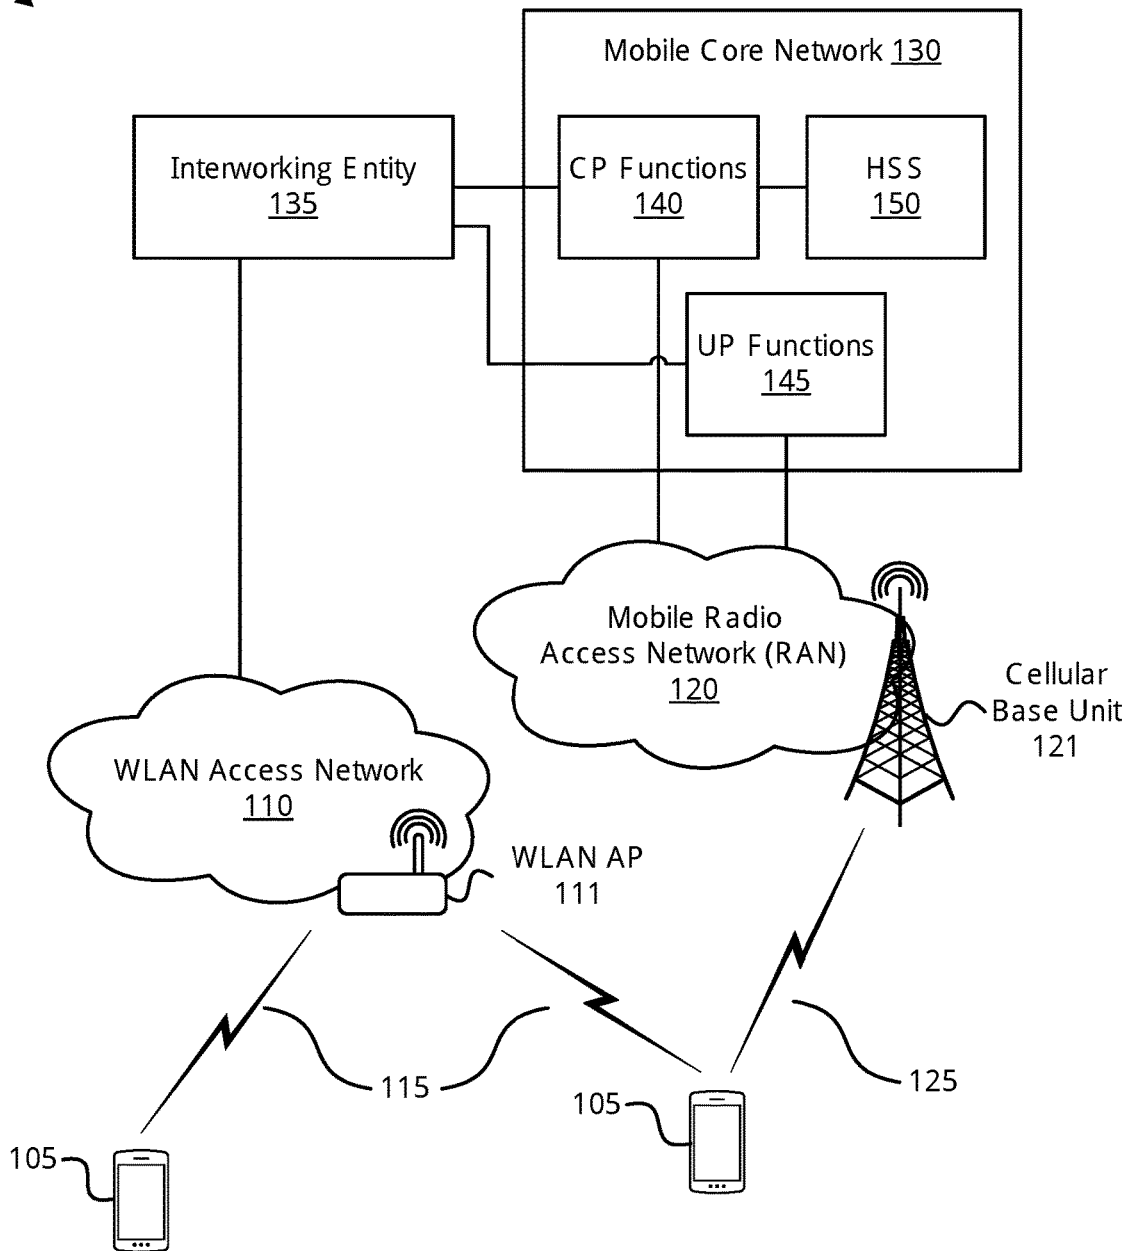 Mobile Core Network 130
Interworking Entity
135
CP Functions
140
HSS
150
UP Functions
145
Mobile Radio
Access Network (RAN)
120
Cellular
Base Unit
121
WLAN Access Network
110
WLAN AP
111
115
125
105
105